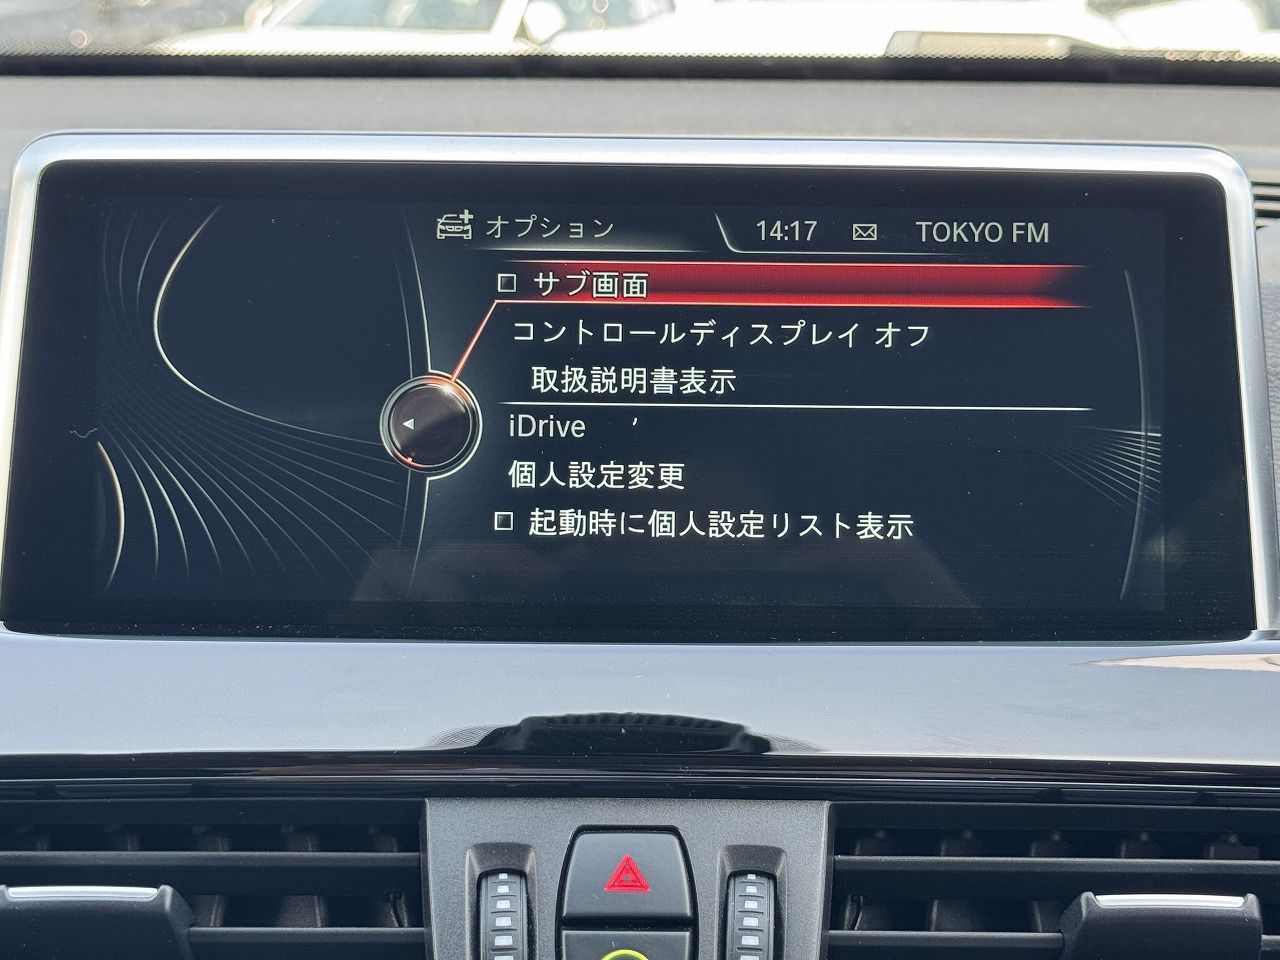 オプション 14:17 TOKYO FM
サブ画面
コントロールディスプレイ オフ
取扱説明書表示
iDrive
個人設定変更
起動時に個人設定リスト表示